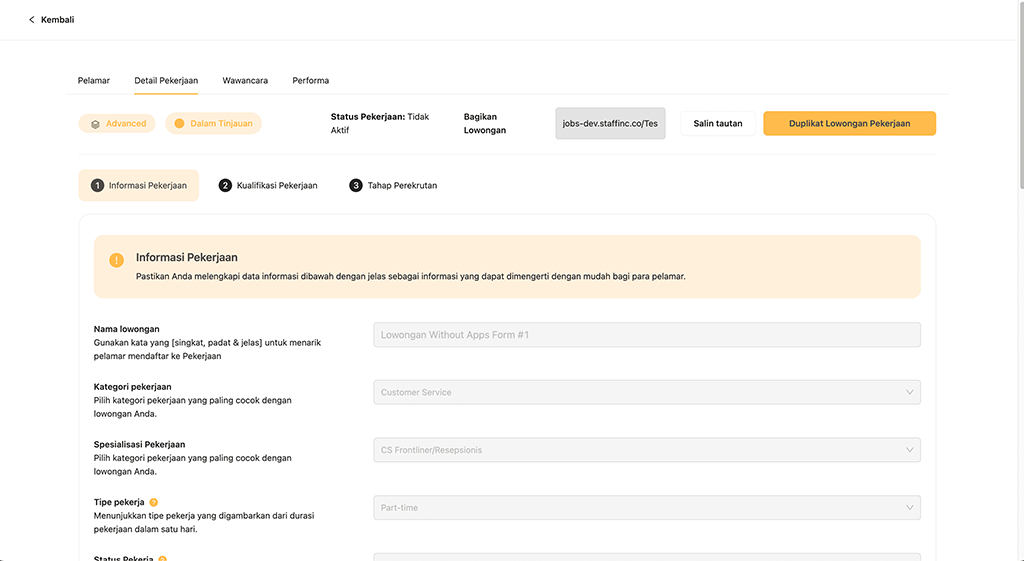 Kembali
Pelamar
Detail Pekerjaan
Wawancara
Performa
Advanced
Dalam Tinjauan
Status Pekerjaan: Tidak
Aktif
Bagikan
Lowongan
jobs-dev.staffinc.co/Tes
Salin tautan
Duplikat Lowongan Pekerjaan
1 Informasi Pekerjaan
2 Kualifikasi Pekerjaan
3 Tahap Perekrutan
! Informasi Pekerjaan
Pastikan Anda melengkapi data informasi dibawah dengan jelas sebagai informasi yang dapat dimengerti dengan mudah bagi para pelamar.
Nama lowongan
Gunakan kata yang [singkat, padat & jelas] untuk menarik
pelamar mendaftar ke Pekerjaan
Lowongan Without Apps Form #1
Kategori pekerjaan
Pilih kategori pekerjaan yang paling cocok dengan
lowongan Anda.
Customer Service
Spesialisasi Pekerjaan
Pilih kategori pekerjaan yang paling cocok dengan
lowongan Anda.
CS Frontliner/Resepsionis
Tipe pekerja ?
Menunjukkan tipe pekerja yang digambarkan dari durasi
pekerjaan dalam satu hari.
Part-time
Status Pekerja ?